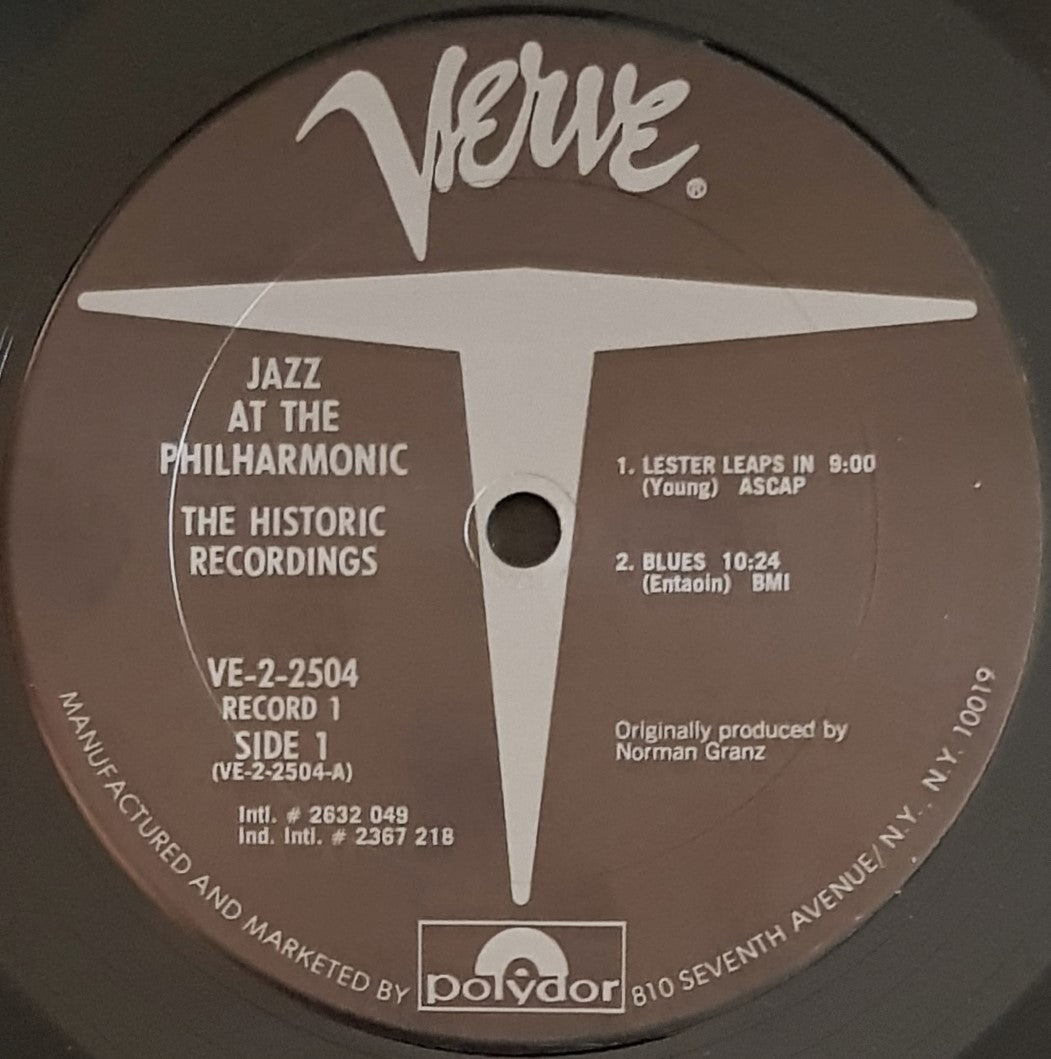 Verve®
JAZZ
AT THE
PHILHARMONIC
THE HISTORIC
RECORDINGS
VE-2-2504
RECORD 1
SIDE 1
(VE-2-2504-A)
Intl. # 2632 049
Ind. Intl. # 2367 218
1. LESTER LEAPS IN 9:00
(Young) ASCAP
2. BLUES 10:24
(Entaoin) BMI
Originally produced by
Norman Granz
MANUFACTURED AND MARKETED BY polydor 810 SEVENTH AVENUE/ N.Y., N.Y. 10019